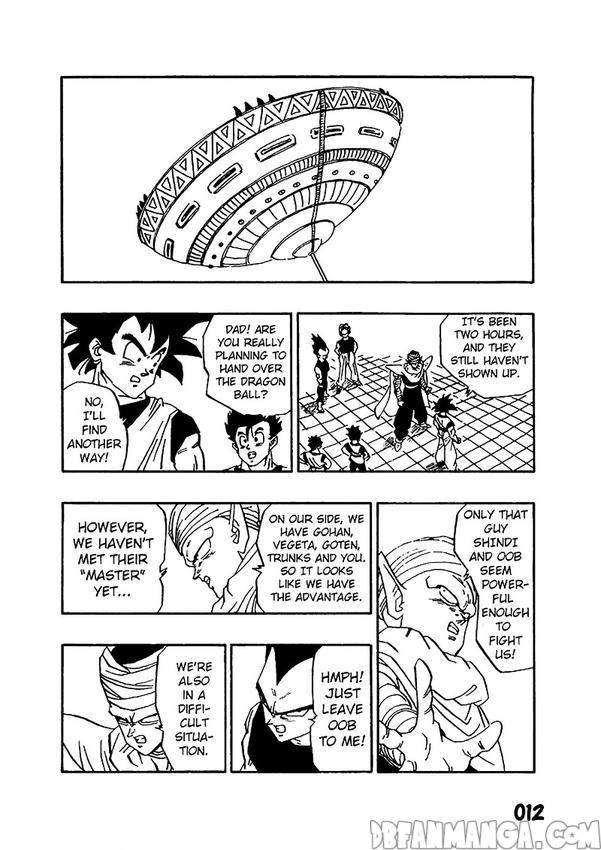 IT'S BEEN
TWO HOURS,
AND THEY
STILL HAVEN'T
SHOWN UP.
DAD! ARE
YOU REALLY
PLANNING TO
HAND OVER
THE DRAGON
BALL?
NO,
I'LL
FIND
ANOTHER
WAY!
ONLY THAT
GUY
SHINDI
AND OOB
SEEM
POWER-
FUL
ENOUGH
TO
FIGHT
US!
ON OUR SIDE, WE
HAVE GOHAN,
VEGETA, GOTEN,
TRUNKS AND YOU.
SO IT LOOKS
LIKE WE HAVE
THE ADVANTAGE.
HOWEVER,
WE HAVEN'T
MET THEIR
"MASTER"
YET...
HMPH!
JUST
LEAVE
OOB
TO ME!
WE'RE
ALSO
IN A
DIFFI-
CULT
SITUA-
TION.
012
DBFANMANGA.COM